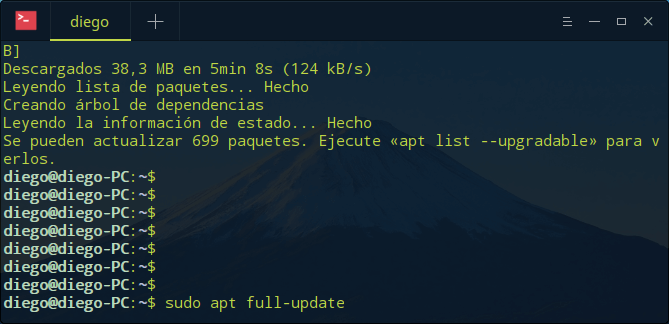 diego
B]
Descargados 38,3 MB en 5min 8s (124 kB/s)
Leyendo lista de paquetes... Hecho
Creando árbol de dependencias
Leyendo la información de estado... Hecho
Se pueden actualizar 699 paquetes. Ejecute «apt list --upgradable» para v
erlos.
diego@diego-PC:~$
diego@diego-PC:~$
diego@diego-PC:~$
diego@diego-PC:~$
diego@diego-PC:~$
diego@diego-PC:~$
diego@diego-PC:~$
diego@diego-PC:~$ sudo apt full-update